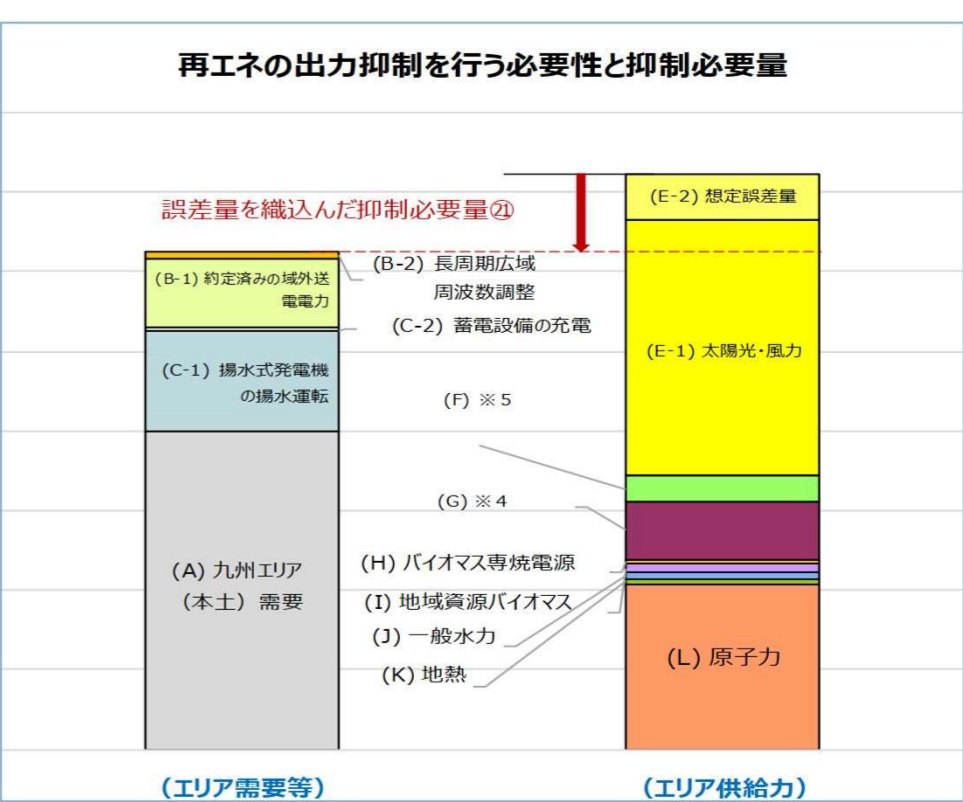 再エネの出力抑制を行う必要性と抑制必要量
誤差量を織込んだ抑制必要量㉑
(B-1) 約定済みの域外送
電電力
(C-1) 揚水式発電機
の揚水運転
(A) 九州エリア
（本土）需要
(B-2) 長周期広域
周波数調整
(C-2) 蓄電設備の充電
(F) ※5
(G) ※4
(H) バイオマス専焼電源
(I) 地域資源バイオマス
(J) 一般水力
(K) 地熱
(E-2) 想定誤差量
(E-1) 太陽光・風力
(L) 原子力
（エリア需要等）
（エリア供給力）